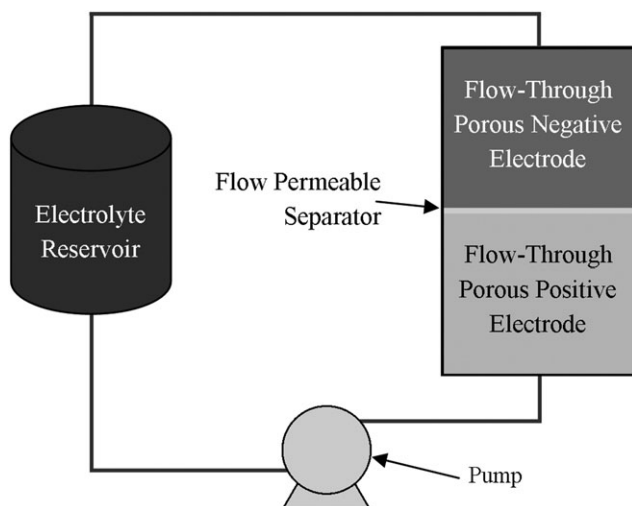 Flow-Through
Porous Negative
Electrode
Flow Permeable
Separator
Electrolyte
Reservoir
Flow-Through
Porous Positive
Electrode
Pump